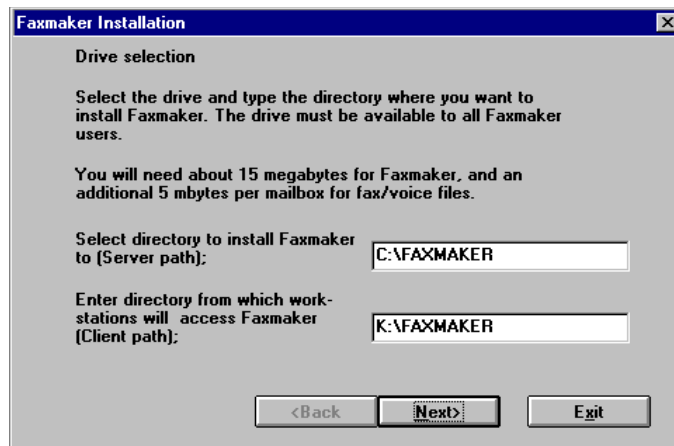 Faxmaker Installation
Drive selection
Select the drive and type the directory where you want to
install Faxmaker. The drive must be available to all Faxmaker
users.
You will need about 15 megabytes for Faxmaker, and an
additional 5 mbytes per mailbox for fax/voice files.
Select directory to install Faxmaker
to (Server path);
C:\FAXMAKER
Enter directory from which work-
stations will access Faxmaker
(Client path);
K:\FAXMAKER
<Back Next> Exit